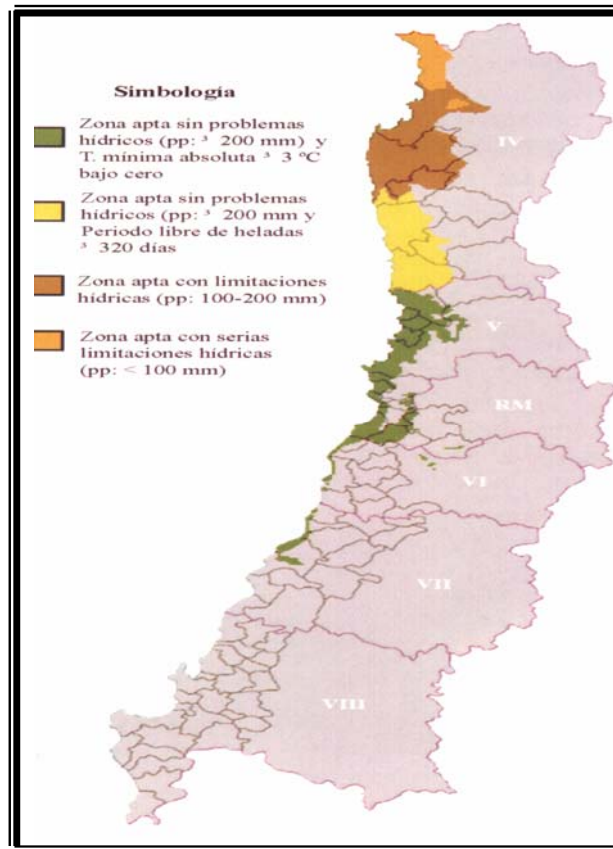 Simbología
Zona apta sin problemas
hídricos (pp: ³ 200 mm) y
T. mínima absoluta ³ 3 ºC
bajo cero
Zona apta sin problemas
hídricos (pp: ³ 200 mm y
Periodo libre de heladas
³ 320 días
Zona apta con limitaciones
hídricas (pp: 100-200 mm)
Zona apta con serias
limitaciones hídricas
(pp: < 100 mm)
IV
V
RM
VI
VII
VIII